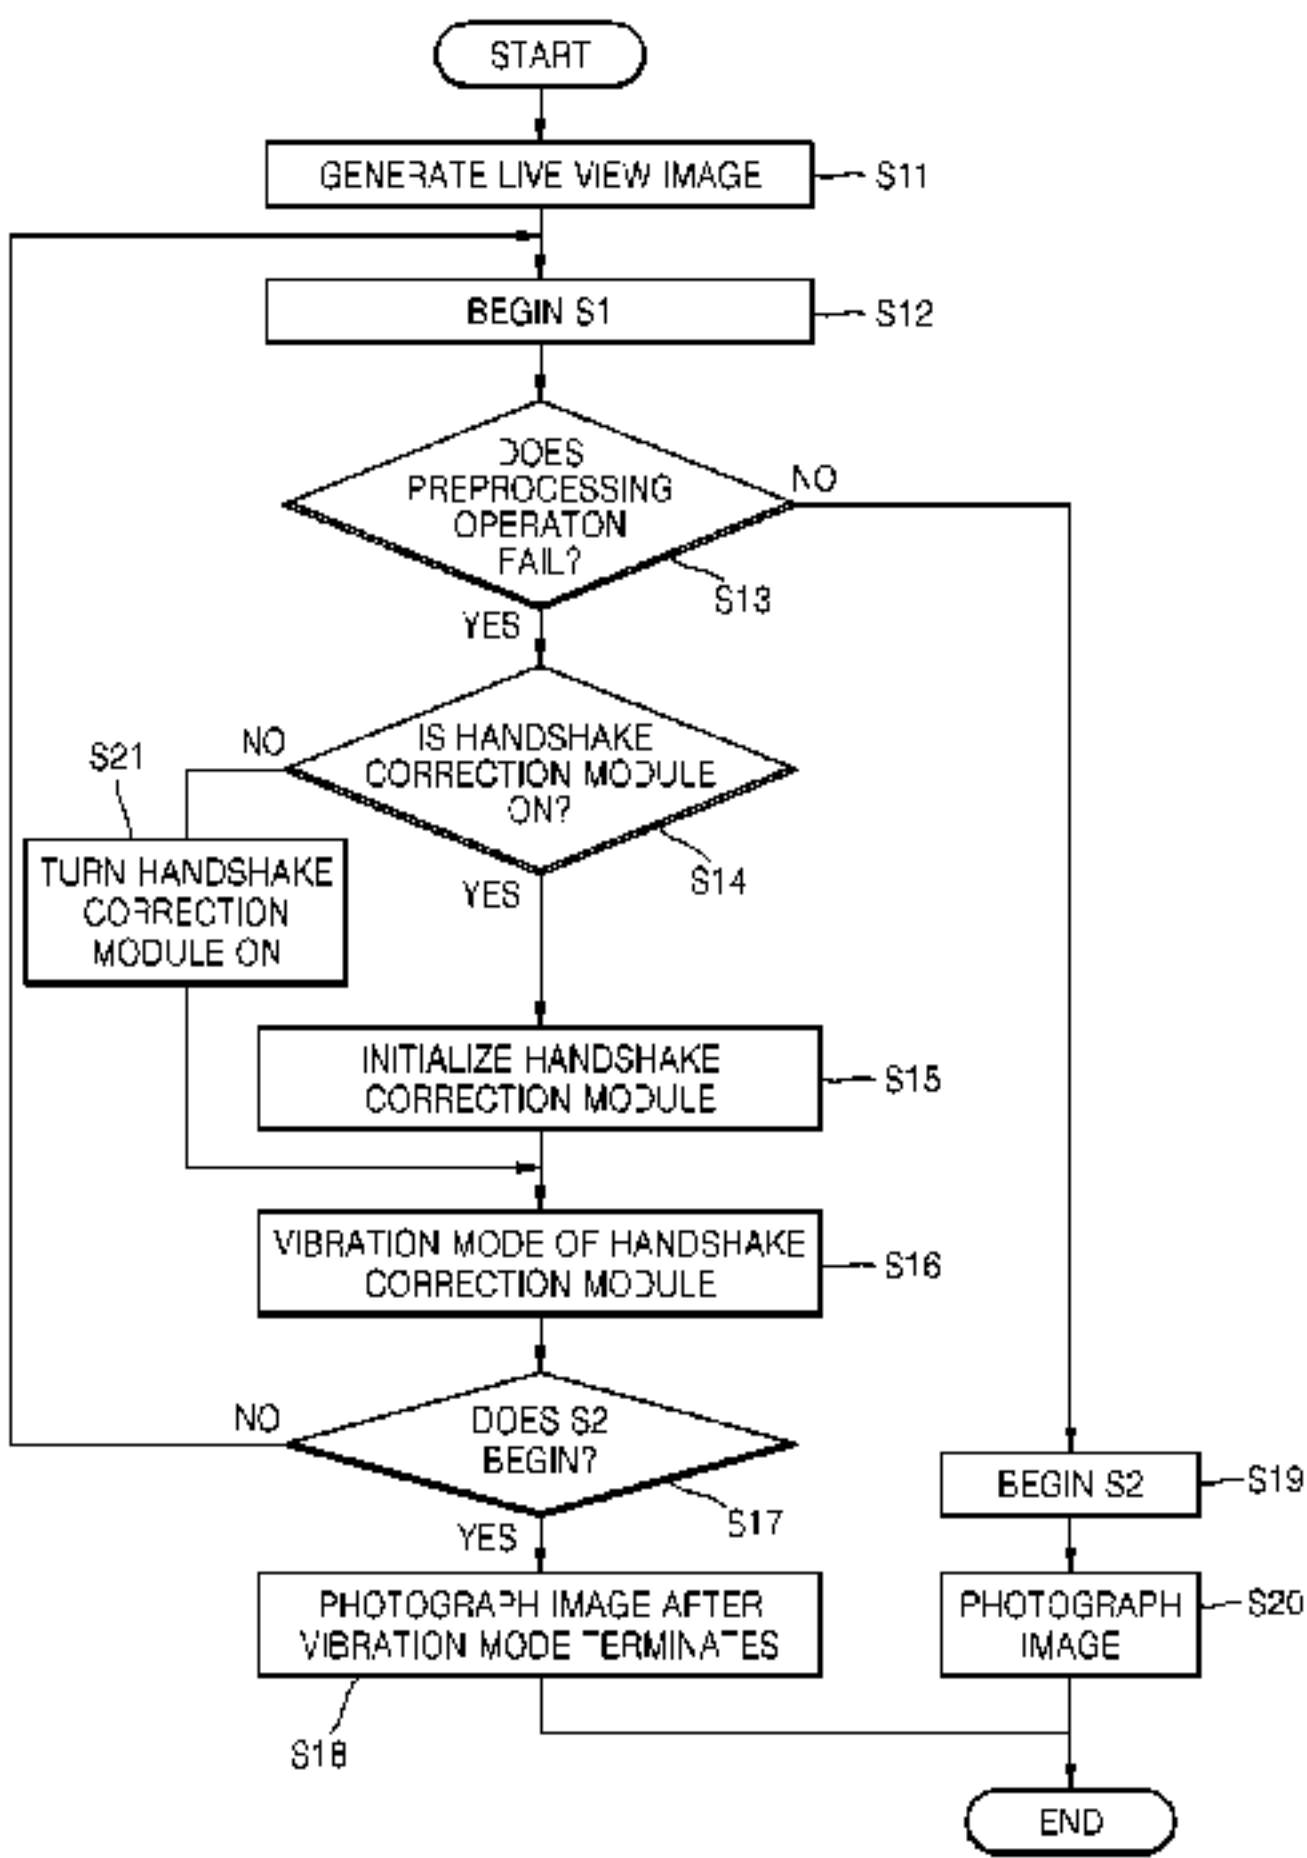 START
GENERATE LIVE VIEW IMAGE
S11
BEGIN S1
S12
DOES
PREPROCESSING
OPERATON
FAIL?
NO
S13
YES
IS HANDSHAKE
CORRECTION MODULE
ON?
NO
S21
S14
YES
TURN HANDSHAKE
CORRECTION
MODULE ON
INITIALIZE HANDSHAKE
CORRECTION MODULE
S15
VIBRATION MODE OF HANDSHAKE
CORRECTION MODULE
S16
DOES S2
BEGIN?
NO
S17
YES
BEGIN S2
S19
PHOTOGRAPH IMAGE AFTER
VIBRATION MODE TERMINATES
S18
PHOTOGRAPH
IMAGE
S20
END